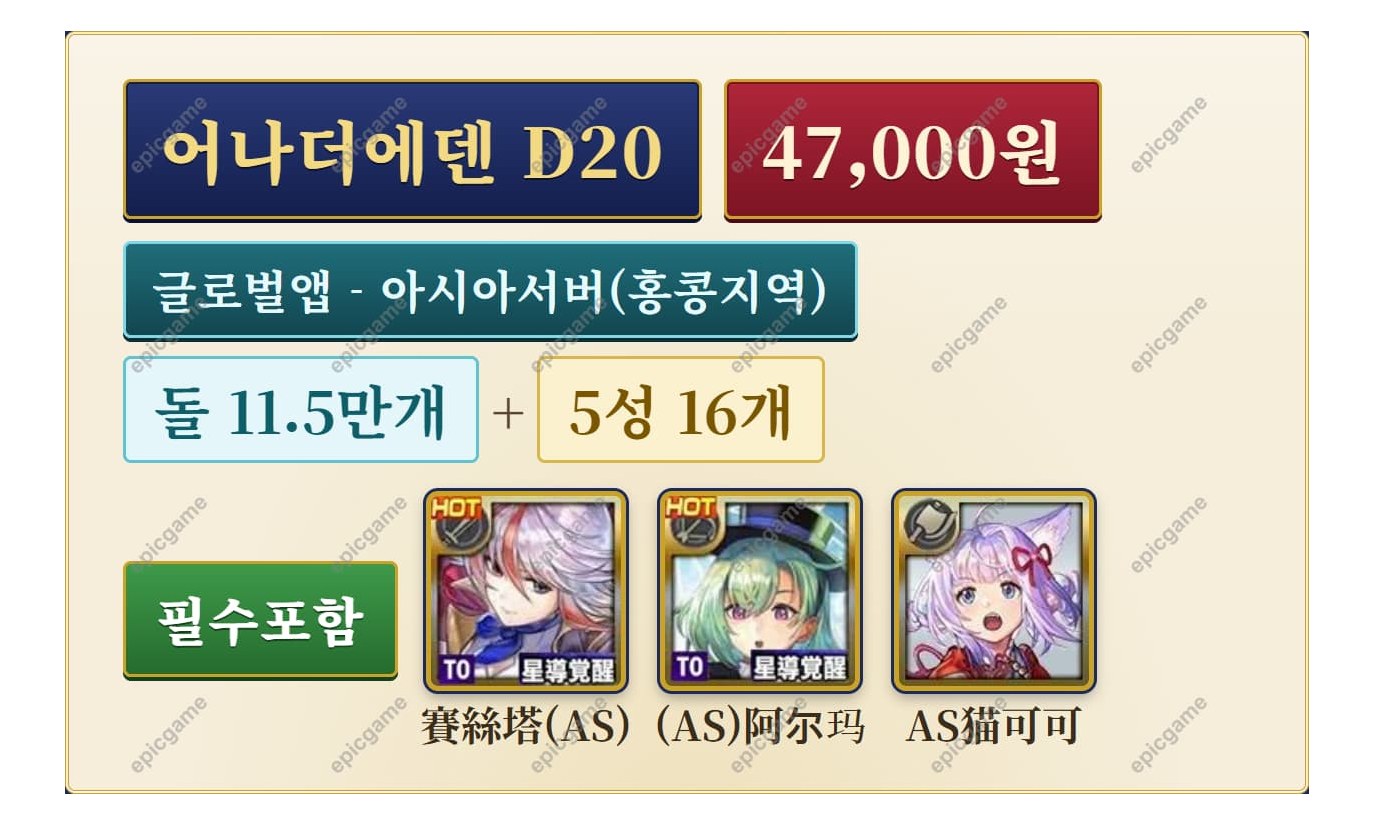 어나더에덴 D20 47,000원
글로벌앱 - 아시아서버(홍콩지역)
돌 11.5만개 + 5성 16개
필수포함
HOT HOT
T0 星導覚醒 T0 星導覚醒
賽絲塔(AS) (AS)阿尔玛 AS猫可可
epicgame